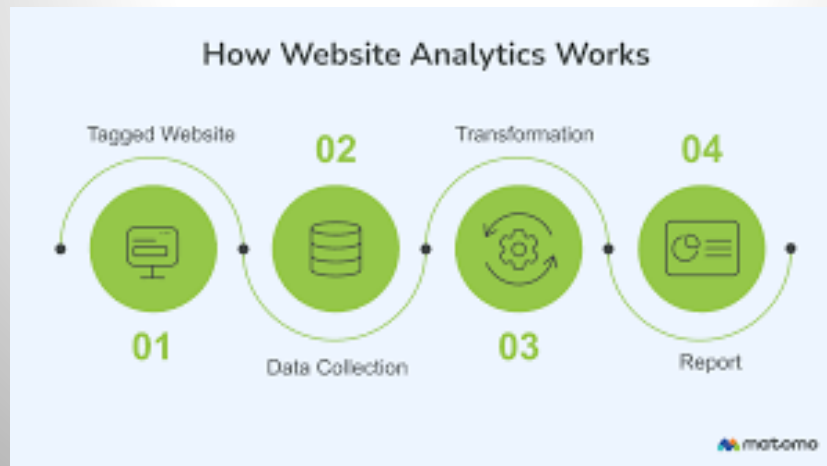 How Website Analytics Works
Tagged Website
01
02
Data Collection
Transformation
03
04
Report
matomo